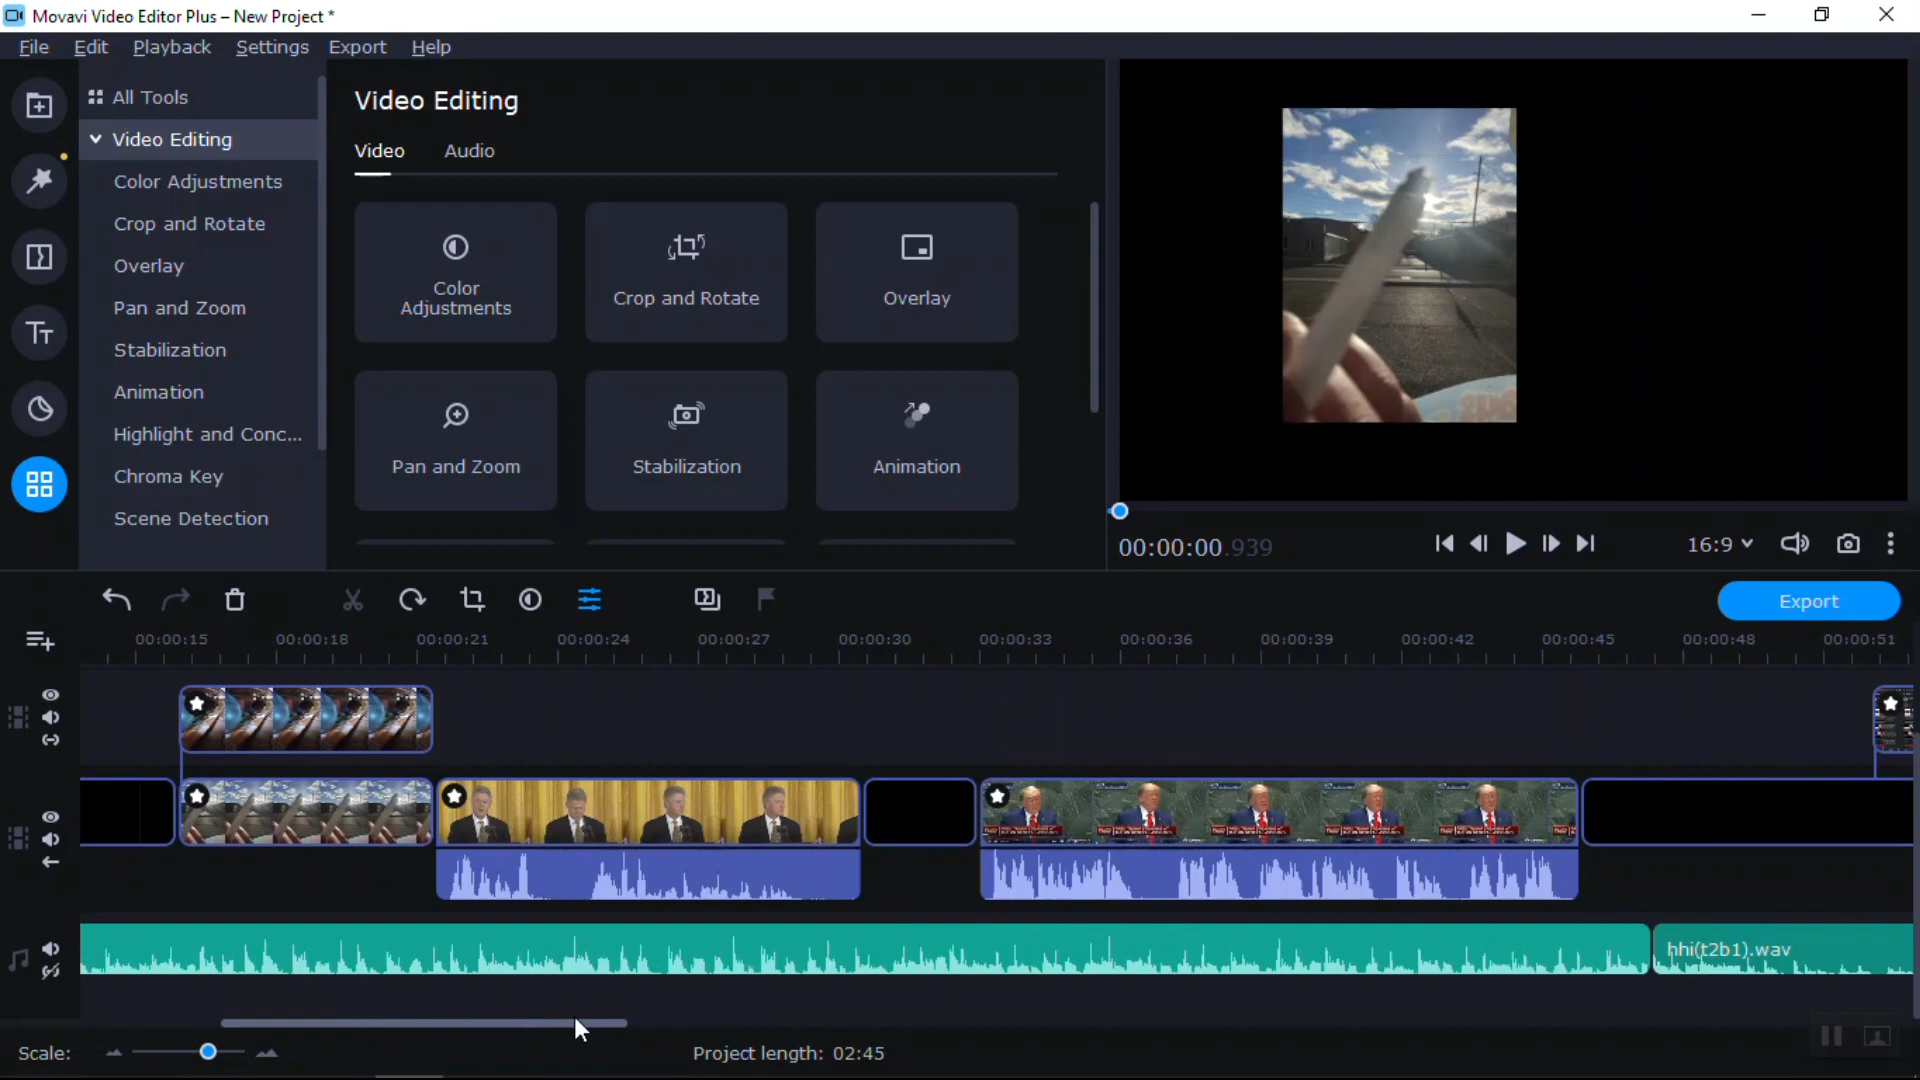 Movavi Video Editor Plus – New Project *
File Edit Playback Settings Export Help
All Tools
Video Editing
Color Adjustments
Crop and Rotate
Overlay
Pan and Zoom
Stabilization
Animation
Highlight and Conc...
Chroma Key
Scene Detection
Video Editing
Video Audio
Color
Adjustments
Crop and Rotate
Overlay
Pan and Zoom
Stabilization
Animation
00:00:00.939
16:9
Export
00:00:15 00:00:18 00:00:21 00:00:24 00:00:27 00:00:30 00:00:33 00:00:36 00:00:39 00:00:42 00:00:45 00:00:48 00:00:51
hhi(t2b1).wav
Scale:
Project length: 02:45